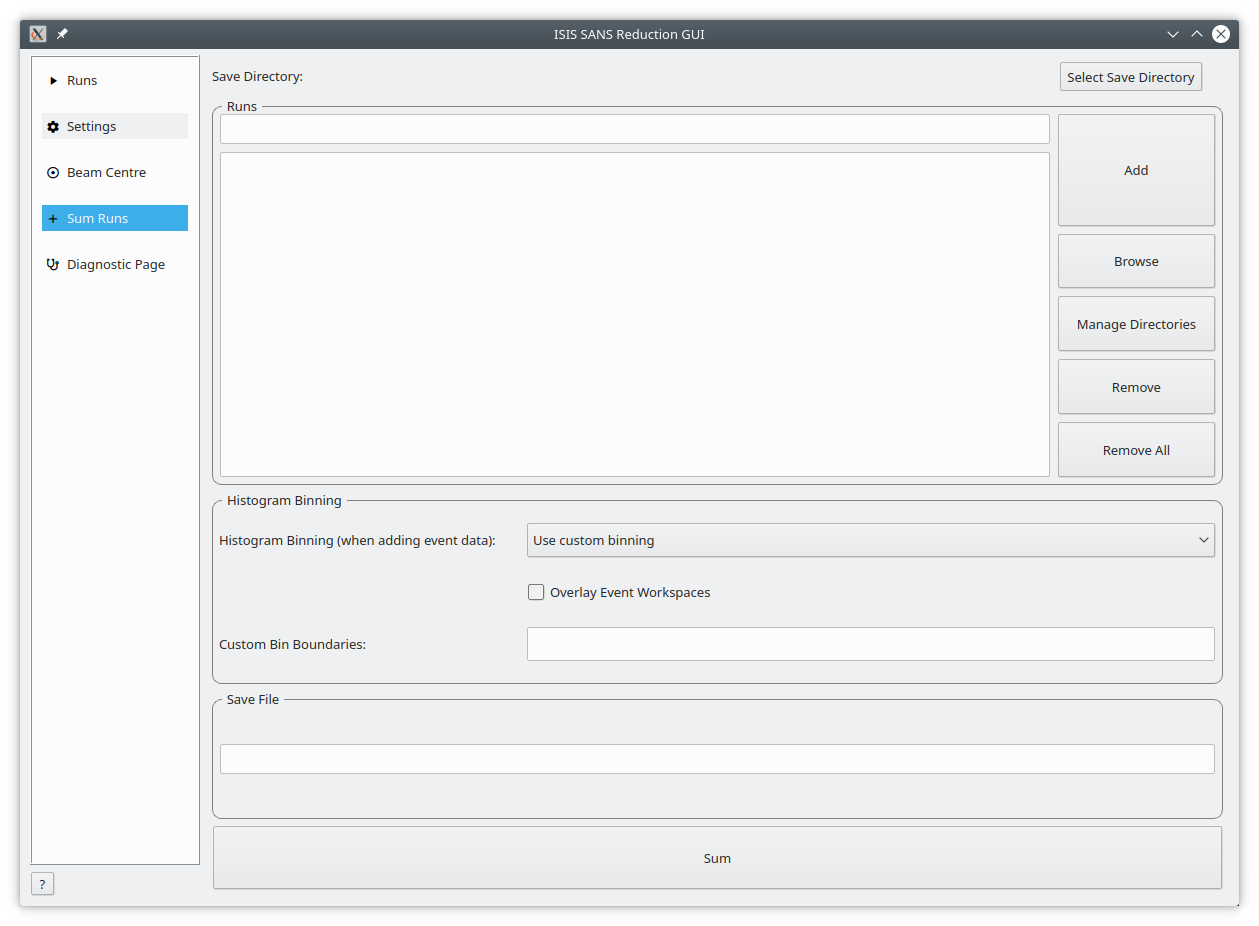 ISIS SANS Reduction GUI
Runs
Settings
Beam Centre
Sum Runs
Diagnostic Page
?
Save Directory:
Select Save Directory
Runs
Add
Browse
Manage Directories
Remove
Remove All
Histogram Binning
Histogram Binning (when adding event data):
Use custom binning
Overlay Event Workspaces
Custom Bin Boundaries:
Save File
Sum